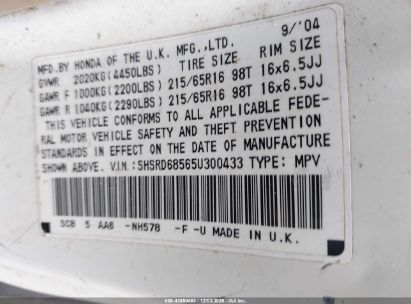 MFD.BY HONDA OF THE U.K. MFG.,LTD. 9/'04
GVWR 2020KG(4450LBS) TIRE SIZE RIM SIZE
GAWR F 1000KG(2200LBS) 215/65R16 98T 16x6.5JJ
GAWR R 1040KG(2290LBS) 215/65R16 98T 16x6.5JJ
THIS VEHICLE CONFORMS TO ALL APPLICABLE FEDE-
RAL MOTOR VEHICLE SAFETY AND THEFT PREVENTION
STANDARDS IN EFFECT ON THE DATE OF MANUFACTURE
SHOWN ABOVE. V.I.N.:SHSRD68565U300433 TYPE: MPV
SCB 5 AA6 -NH578 -F -U MADE IN U.K.